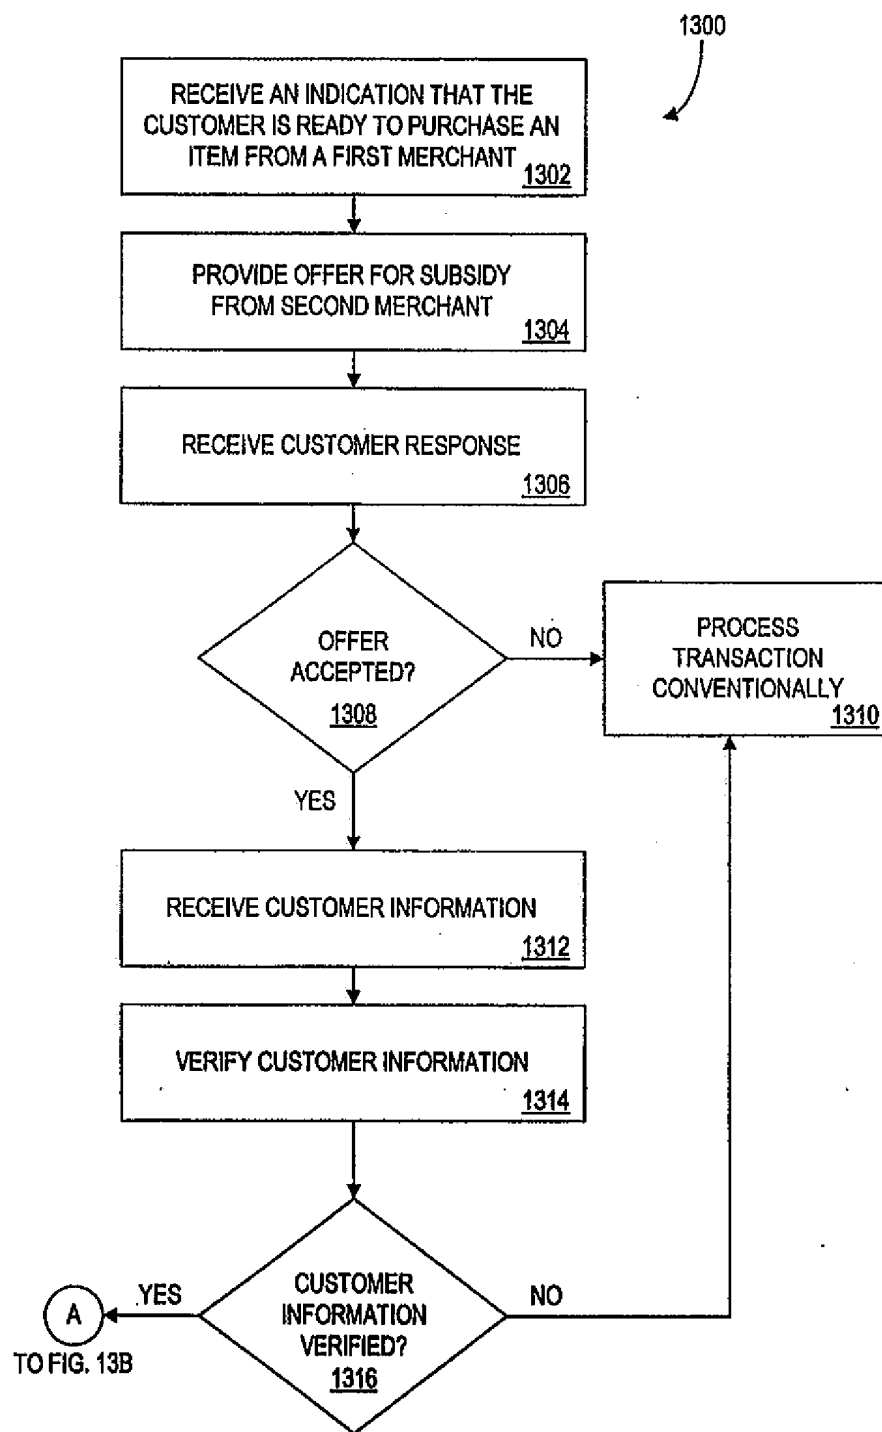 1300
RECEIVE AN INDICATION THAT THE
CUSTOMER IS READY TO PURCHASE AN
ITEM FROM A FIRST MERCHANT
1302
PROVIDE OFFER FOR SUBSIDY
FROM SECOND MERCHANT
1304
RECEIVE CUSTOMER RESPONSE
1306
OFFER
ACCEPTED?
1308
NO
PROCESS
TRANSACTION
CONVENTIONALLY
1310
YES
RECEIVE CUSTOMER INFORMATION
1312
VERIFY CUSTOMER INFORMATION
1314
CUSTOMER
INFORMATION
VERIFIED?
1316
YES
NO
A
TO FIG. 13B